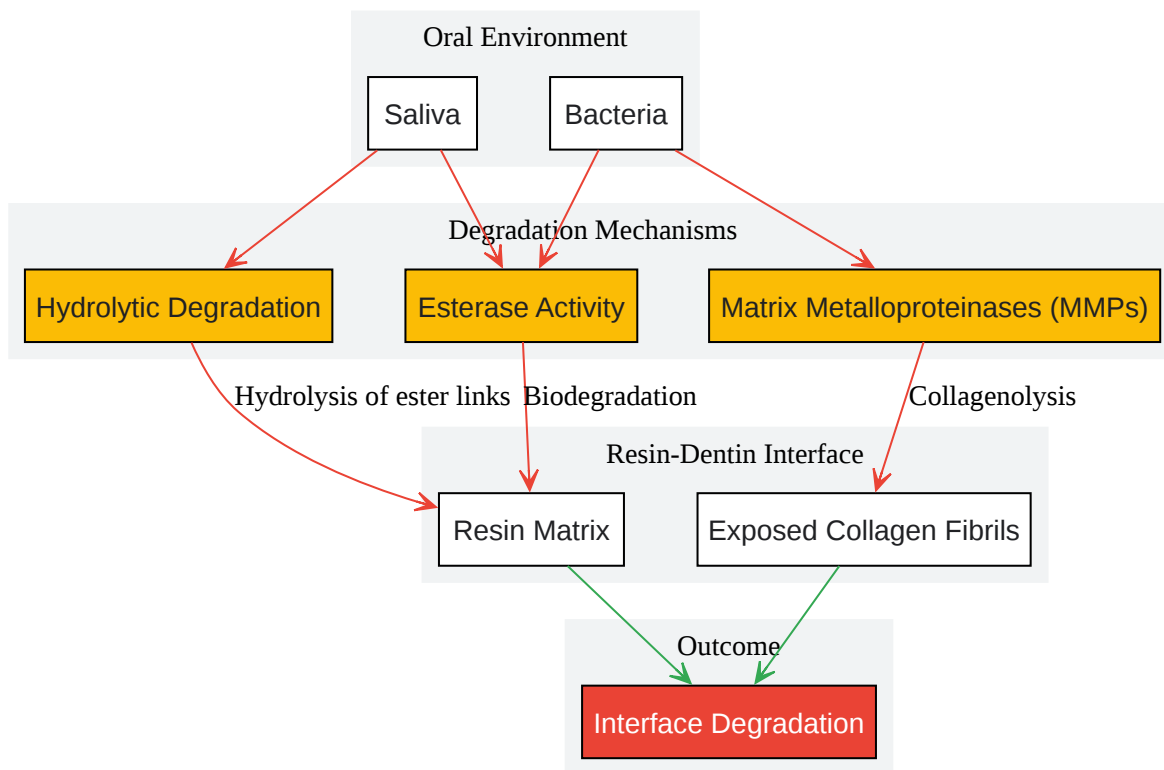 Oral Environment
Saliva
Bacteria
Degradation Mechanisms
Hydrolytic Degradation
Esterase Activity
Matrix Metalloproteinases (MMPs)
Hydrolysis of ester links
Biodegradation
Collagenolysis
Resin-Dentin Interface
Resin Matrix
Exposed Collagen Fibrils
Outcome
Interface Degradation